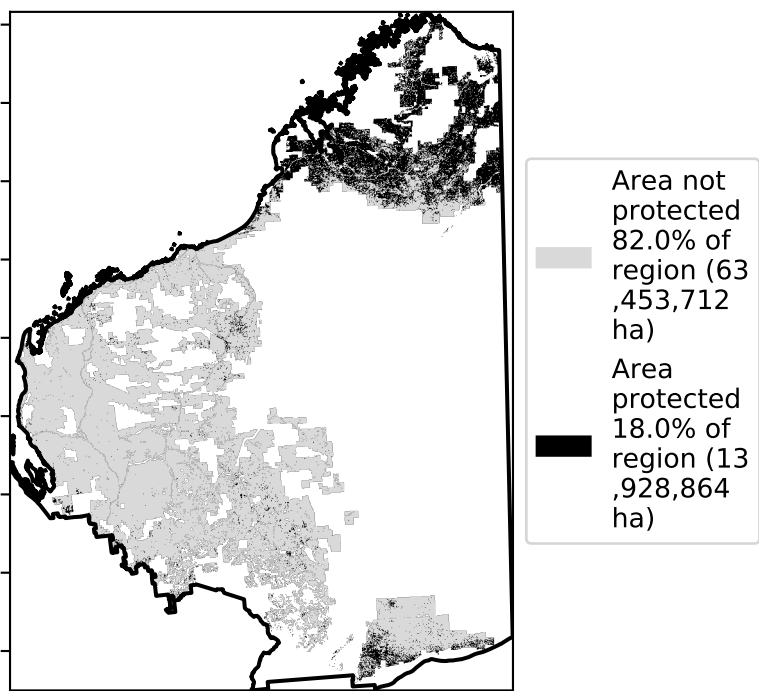 Area not
protected
82.0% of
region (63
,453,712
ha)
Area
protected
18.0% of
region (13
,928,864
ha)